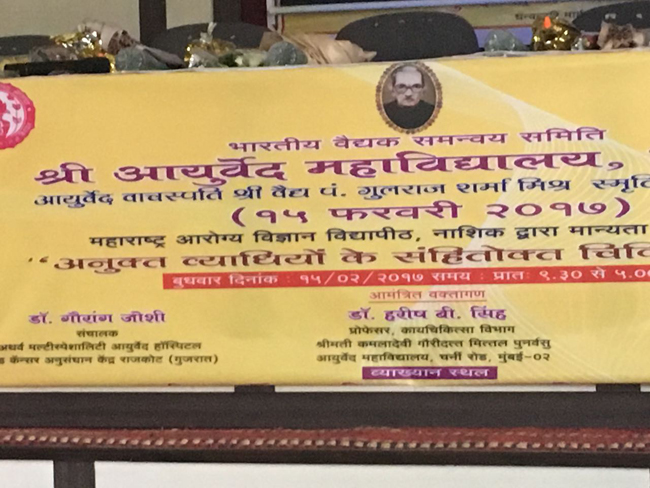 भारतीय वैद्यक समन्वय समिति
श्री आयुर्वेद महाविद्यालय,
आयुर्वेद वाचस्पति श्री वैद्य पं. गुलराज शर्मा मिश्र स्मृति
(१५ फरवरी २०१७)
महाराष्ट्र आरोग्य विज्ञान विद्यापीठ, नाशिक द्वारा मान्यता
''अनुक्त व्याधियों के संहितोक्त
बुधवार दिनांक : १५/०२/२०१७ समय : प्रातः ९.३० से ५.०
आमंत्रित वक्तागण
डॉ. गौरांग जोशी
संचालक
अथर्व मल्टीस्पेशालिटी आयुर्वेद हॉस्पिटल
कॅन्सर अनुसंधान केंद्र राजकोट (गुजरात)
डॉ. हरीष बी. सिंह
प्रोफेसर, कायचिकित्सा विभाग
श्रीमती कमलादेवी गौरीदत्त मित्तल पुनर्वसु
आयुर्वेद महाविद्यालय, चर्नी रोड, मुंबई-०२
व्याख्यान स्थल